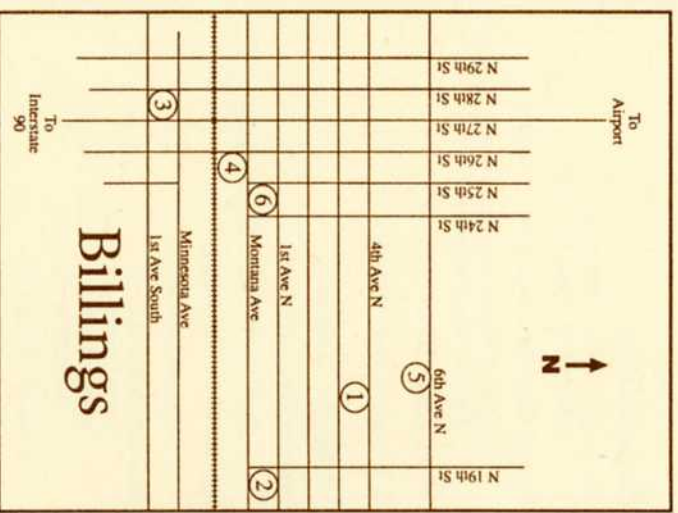 To
Airport
N 29th St
N 28th St
N 27th St
N 26th St
N 25th St
N 24th St
N 19th St
6th Ave N
4th Ave N
1st Ave N
Montana Ave
Minnesota Ave
1st Ave South
To
Interstate
90
Billings
N
1
2
3
4
5
6